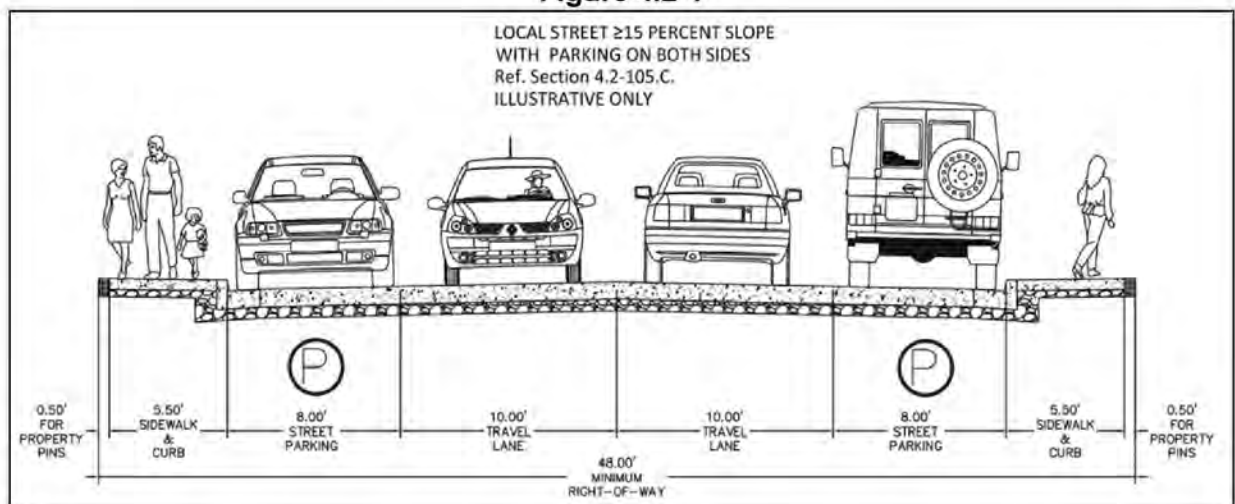 LOCAL STREET ≥15 PERCENT SLOPE
WITH PARKING ON BOTH SIDES
Ref. Section 4.2-105.C.
ILLUSTRATIVE ONLY
P
P
0.50'
FOR
PROPERTY
PINS
5.50'
SIDEWALK
&
CURB
8.00'
STREET
PARKING
10.00'
TRAVEL
LANE
10.00'
TRAVEL
LANE
8.00'
STREET
PARKING
5.50'
SIDEWALK
&
CURB
0.50'
FOR
PROPERTY
PINS
48.00'
MINIMUM
RIGHT-OF-WAY